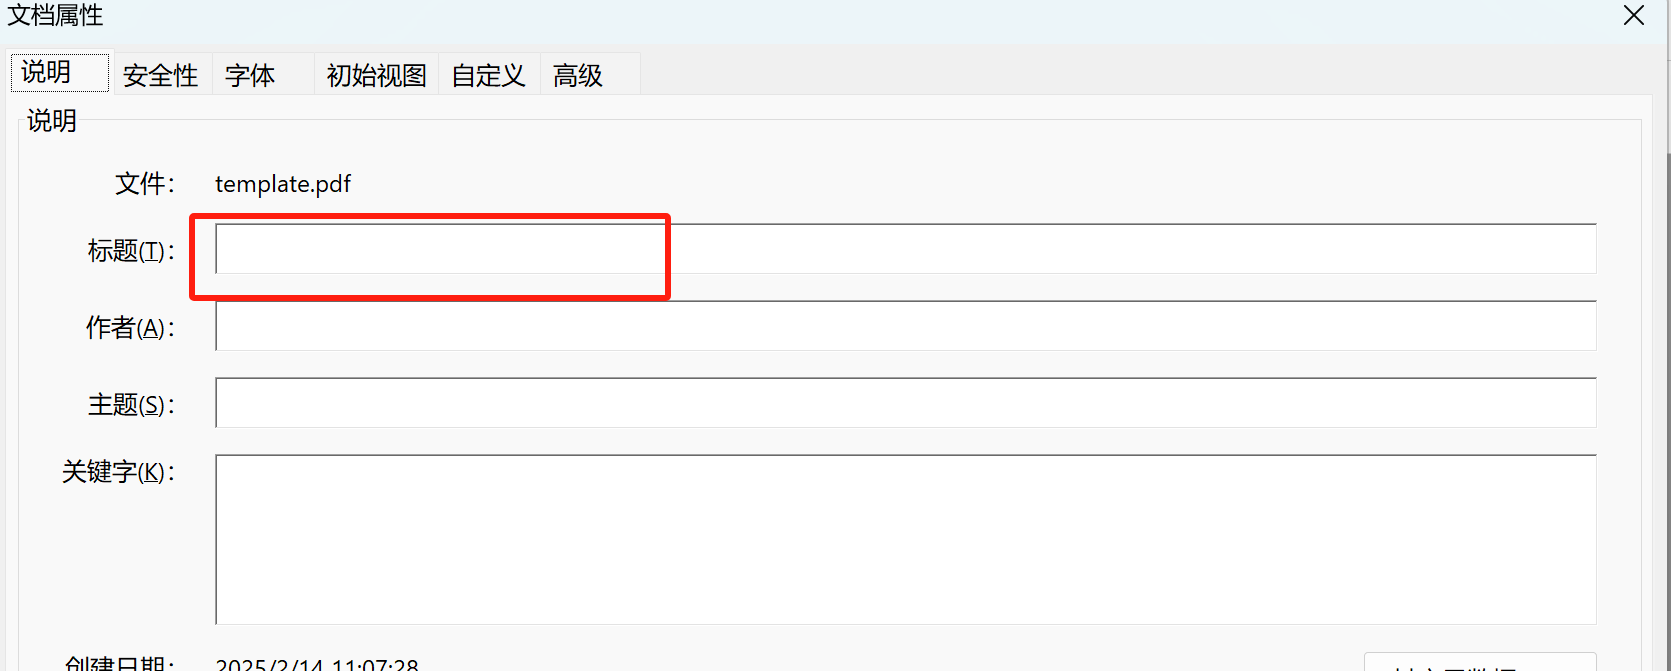 文档属性
说明 安全性 字体 初始视图 自定义 高级
说明
文件： template.pdf
标题(T)：
作者(A)：
主题(S)：
关键字(K)：
创建日期： 2025/2/14 11:07:28